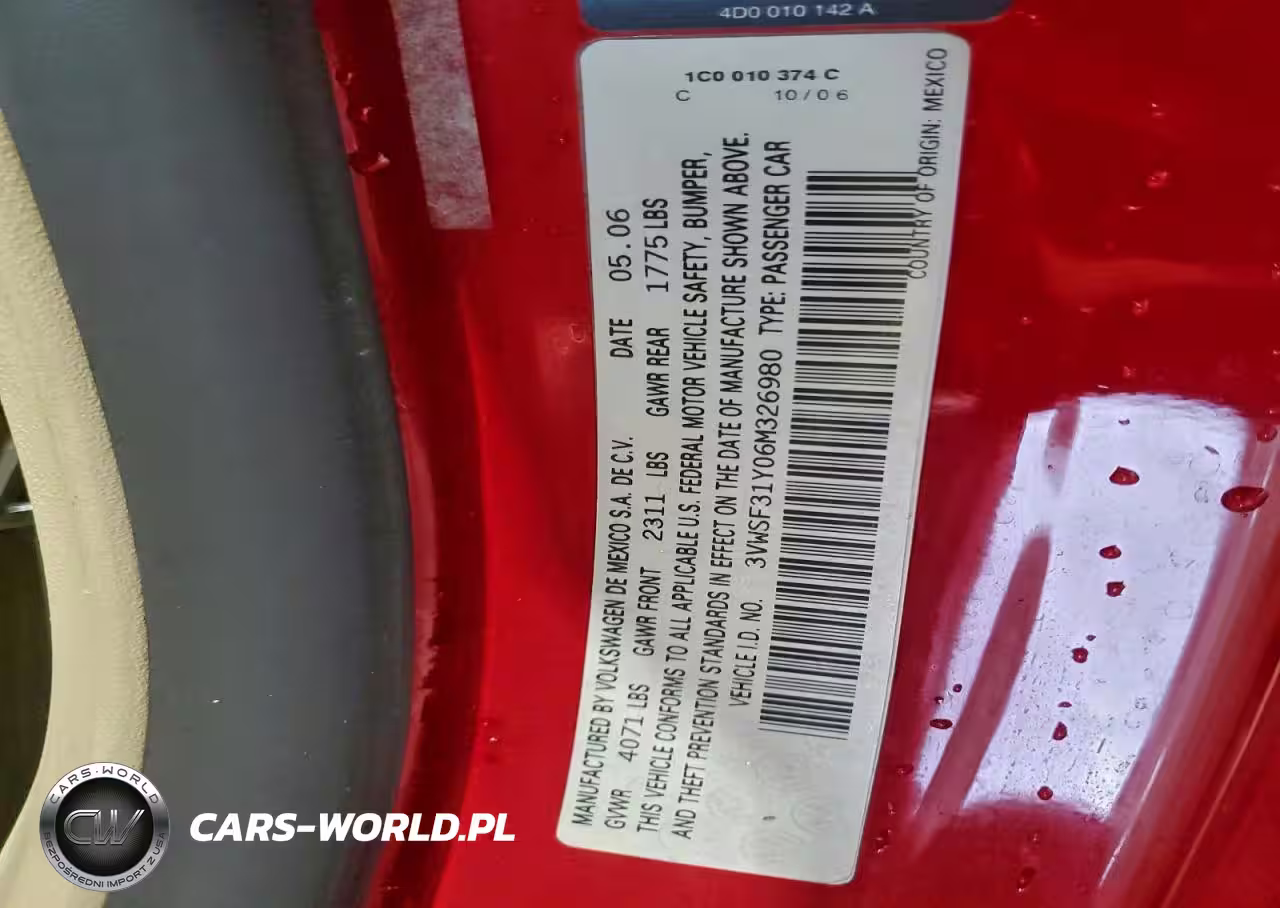 4D0 010 142 A
1C0 010 374 C
C 10/06
MANUFACTURED BY VOLKSWAGEN DE MEXICO S.A. DE C.V. DATE 05.06
GVWR 4071 LBS GAWR FRONT 2311 LBS GAWR REAR 1775 LBS
THIS VEHICLE CONFORMS TO ALL APPLICABLE U.S. FEDERAL MOTOR VEHICLE SAFETY, BUMPER,
AND THEFT PREVENTION STANDARDS IN EFFECT ON THE DATE OF MANUFACTURE SHOWN ABOVE.
VEHICLE I.D. NO. 3VWSF31Y06M326980 TYPE: PASSENGER CAR
COUNTRY OF ORIGIN: MEXICO
CARS-WORLD
CW
BEZPOŚREDNI IMPORT Z USA
CARS-WORLD.PL